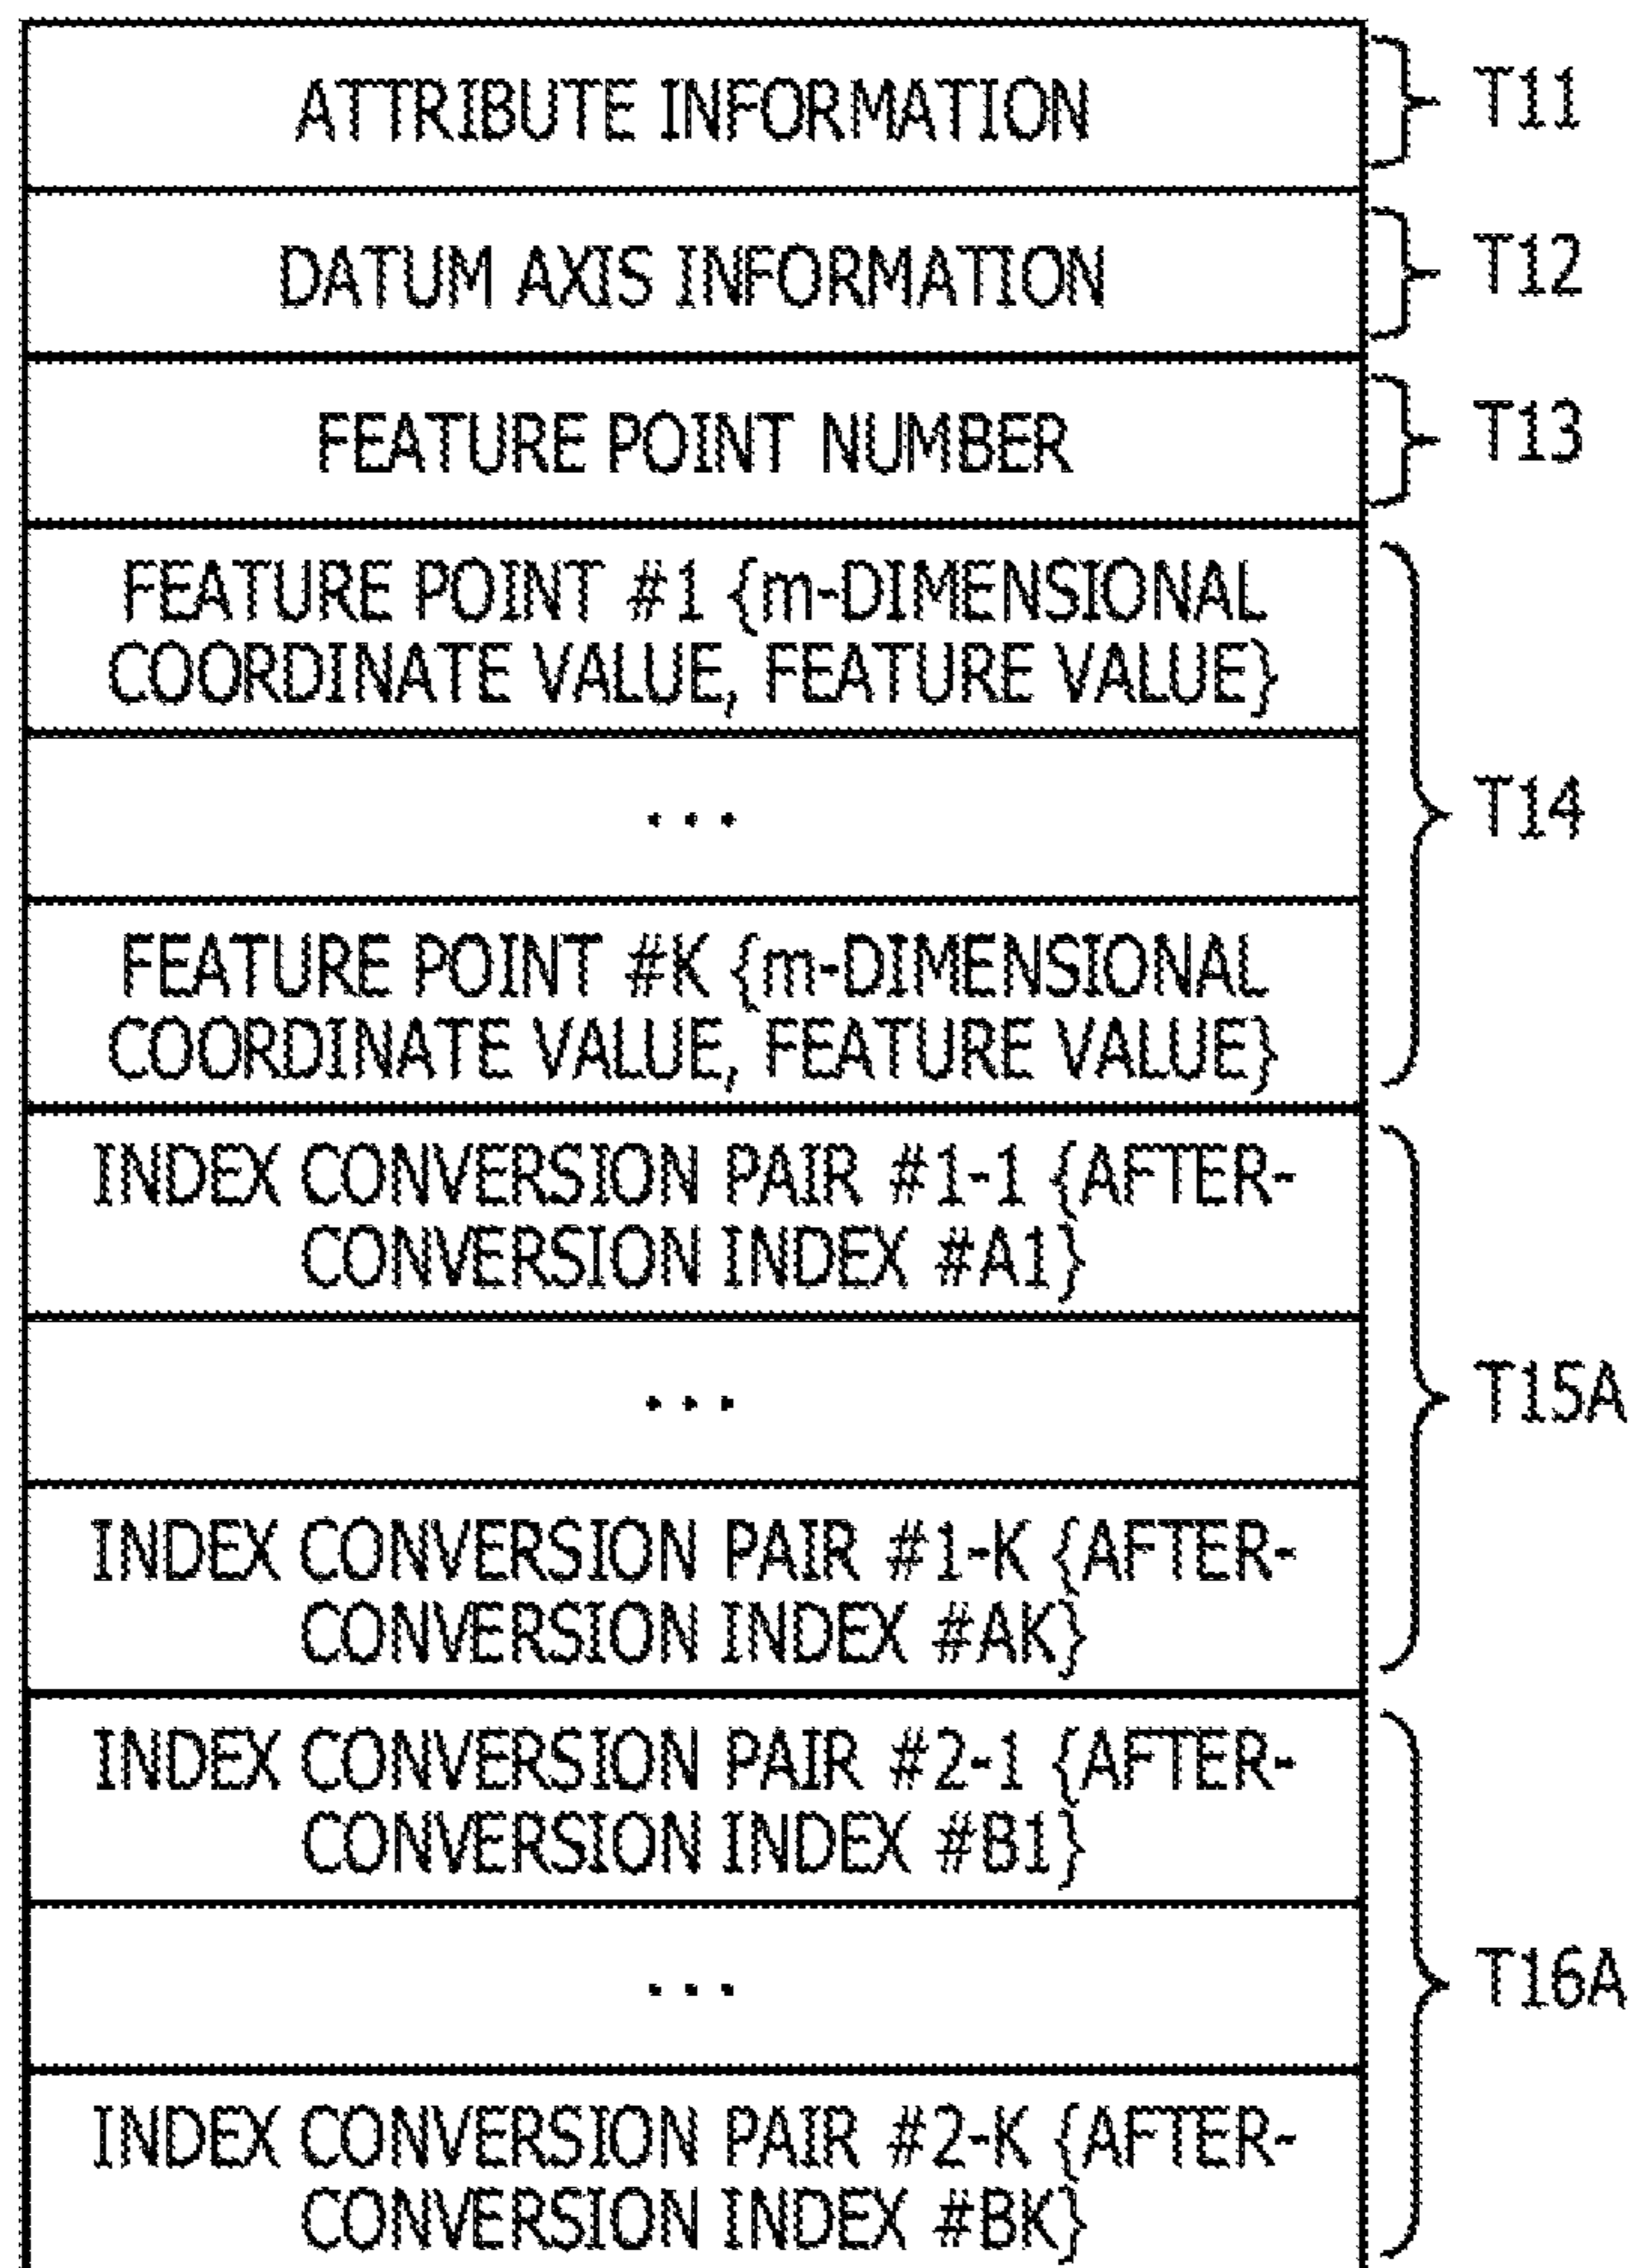 ATTRIBUTE INFORMATION
T11
DATUM AXIS INFORMATION
T12
FEATURE POINT NUMBER
T13
FEATURE POINT #1 {m-DIMENSIONAL
COORDINATE VALUE, FEATURE VALUE}
...
T14
FEATURE POINT #K {m-DIMENSIONAL
COORDINATE VALUE, FEATURE VALUE}
INDEX CONVERSION PAIR #1-1 {AFTER-
CONVERSION INDEX #A1}
...
T15A
INDEX CONVERSION PAIR #1-K {AFTER-
CONVERSION INDEX #AK}
INDEX CONVERSION PAIR #2-1 {AFTER-
CONVERSION INDEX #B1}
...
T16A
INDEX CONVERSION PAIR #2-K {AFTER-
CONVERSION INDEX #BK}